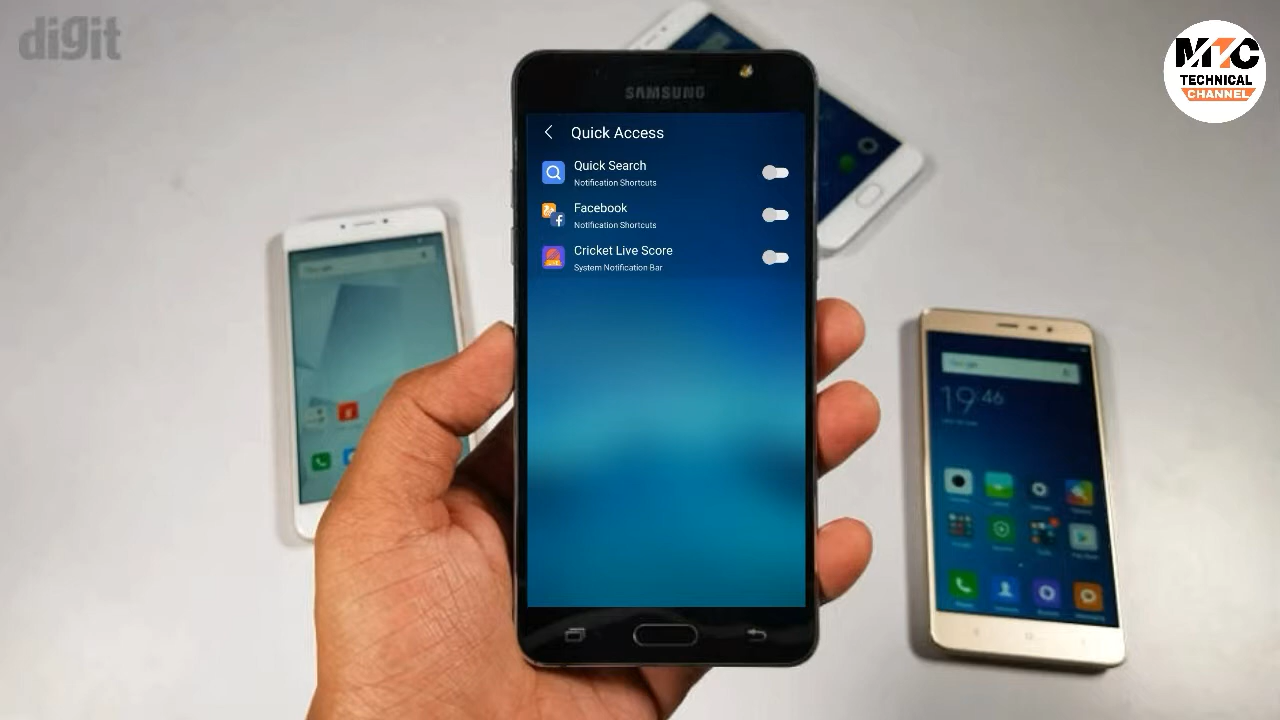 digit
MTC
TECHNICAL
CHANNEL
SAMSUNG
Quick Access
Quick Search
Notification Shortcuts
Facebook
Notification Shortcuts
Cricket Live Score
System Notification Bar
Google
19:46